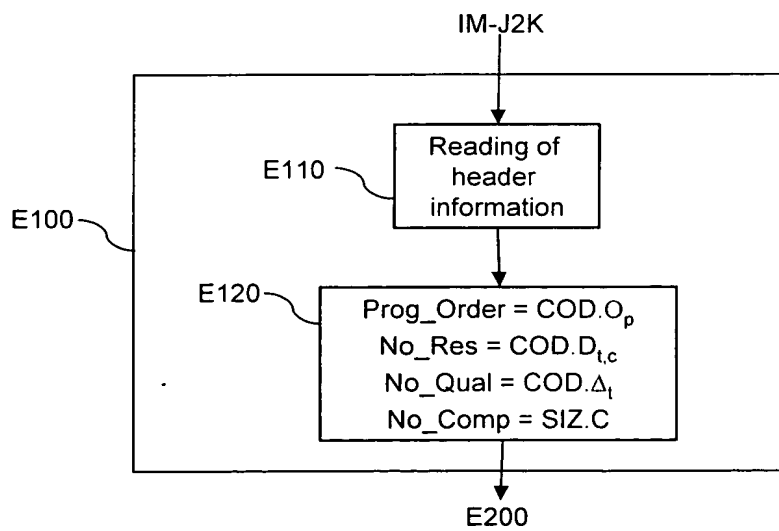 IM-J2K
Reading of
header
information
E110
E100
E120
Prog_Order = COD.O_p
No_Res = COD.D_t,c
No_Qual = COD.Δ_t
No_Comp = SIZ.C
E200